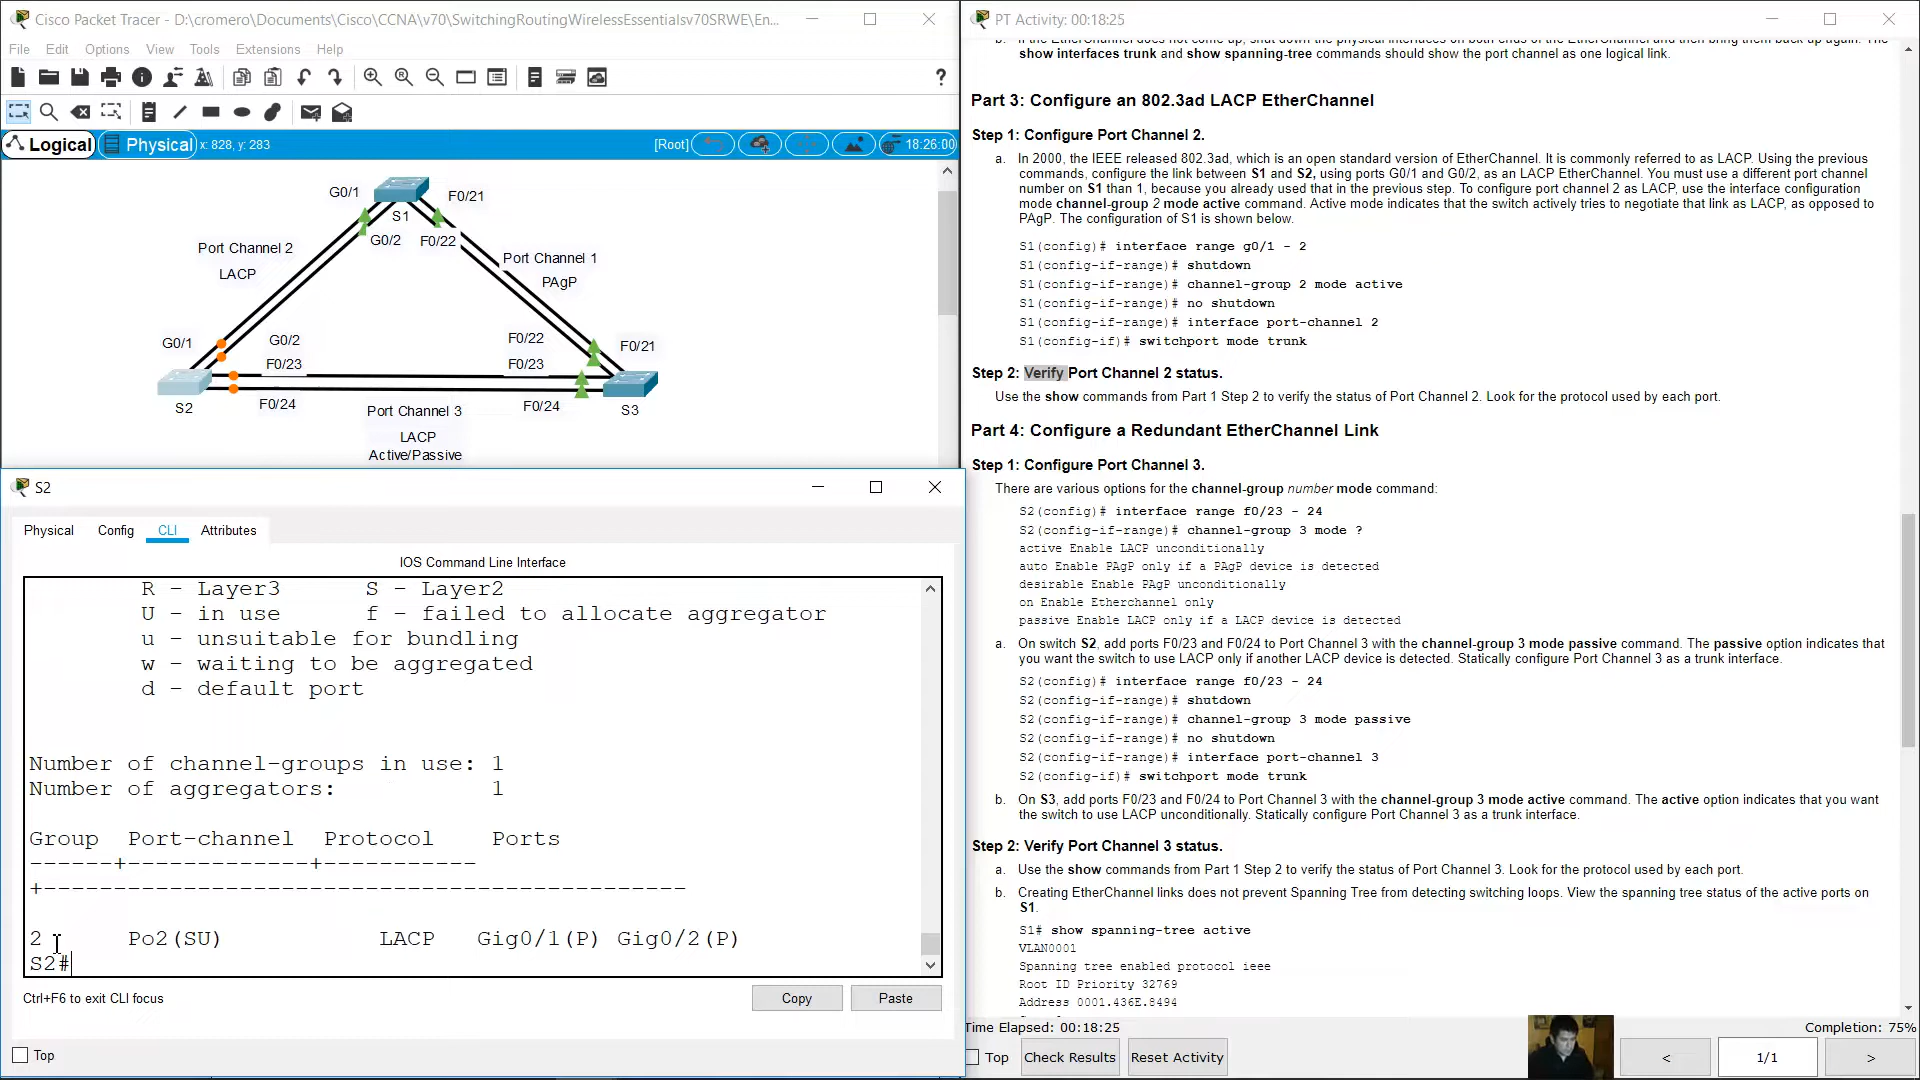 Cisco Packet Tracer - D:\cromero\Documents\Cisco\CCNA\v70\SwitchingRoutingWirelessEssentialsv70SRWE\En...
File Edit Options View Tools Extensions Help
Logical Physical x: 828, y: 283 [Root] 18:26:00
G0/1
F0/21
S1
G0/2
F0/22
Port Channel 2
LACP
Port Channel 1
PAgP
G0/1
G0/2
F0/22
F0/21
F0/23
F0/23
S2
F0/24
Port Channel 3
F0/24
S3
LACP
Active/Passive
S2
Physical Config CLI Attributes
IOS Command Line Interface
R - Layer3 S - Layer2
U - in use f - failed to allocate aggregator
u - unsuitable for bundling
w - waiting to be aggregated
d - default port
Number of channel-groups in use: 1
Number of aggregators: 1
Group Port-channel Protocol Ports
------+-------------+-----------
+----------------------------------------------
2 Po2(SU) LACP Gig0/1(P) Gig0/2(P)
S2#
Ctrl+F6 to exit CLI focus
Copy Paste
Top
PT Activity: 00:18:25
show interfaces trunk and show spanning-tree commands should show the port channel as one logical link.
Part 3: Configure an 802.3ad LACP EtherChannel
Step 1: Configure Port Channel 2.
a. In 2000, the IEEE released 802.3ad, which is an open standard version of EtherChannel. It is commonly referred to as LACP. Using the previous
commands, configure the link between S1 and S2, using ports G0/1 and G0/2, as an LACP EtherChannel. You must use a different port channel
number on S1 than 1, because you already used that in the previous step. To configure port channel 2 as LACP, use the interface configuration
mode channel-group 2 mode active command. Active mode indicates that the switch actively tries to negotiate that link as LACP, as opposed to
PAgP. The configuration of S1 is shown below.
S1(config)# interface range g0/1 - 2
S1(config-if-range)# shutdown
S1(config-if-range)# channel-group 2 mode active
S1(config-if-range)# no shutdown
S1(config-if-range)# interface port-channel 2
S1(config-if)# switchport mode trunk
Step 2: Verify Port Channel 2 status.
Use the show commands from Part 1 Step 2 to verify the status of Port Channel 2. Look for the protocol used by each port.
Part 4: Configure a Redundant EtherChannel Link
Step 1: Configure Port Channel 3.
There are various options for the channel-group number mode command:
S2(config)# interface range f0/23 - 24
S2(config-if-range)# channel-group 3 mode ?
active Enable LACP unconditionally
auto Enable PAgP only if a PAgP device is detected
desirable Enable PAgP unconditionally
on Enable Etherchannel only
passive Enable LACP only if a LACP device is detected
a. On switch S2, add ports F0/23 and F0/24 to Port Channel 3 with the channel-group 3 mode passive command. The passive option indicates that
you want the switch to use LACP only if another LACP device is detected. Statically configure Port Channel 3 as a trunk interface.
S2(config)# interface range f0/23 - 24
S2(config-if-range)# shutdown
S2(config-if-range)# channel-group 3 mode passive
S2(config-if-range)# no shutdown
S2(config-if-range)# interface port-channel 3
S2(config-if)# switchport mode trunk
b. On S3, add ports F0/23 and F0/24 to Port Channel 3 with the channel-group 3 mode active command. The active option indicates that you want
the switch to use LACP unconditionally. Statically configure Port Channel 3 as a trunk interface.
Step 2: Verify Port Channel 3 status.
a. Use the show commands from Part 1 Step 2 to verify the status of Port Channel 3. Look for the protocol used by each port.
b. Creating EtherChannel links does not prevent Spanning Tree from detecting switching loops. View the spanning tree status of the active ports on
S1.
S1# show spanning-tree active
VLAN0001
Spanning tree enabled protocol ieee
Root ID Priority 32769
Address 0001.436E.8494
Time Elapsed: 00:18:25 Completion: 75%
Top Check Results Reset Activity < 1/1 >